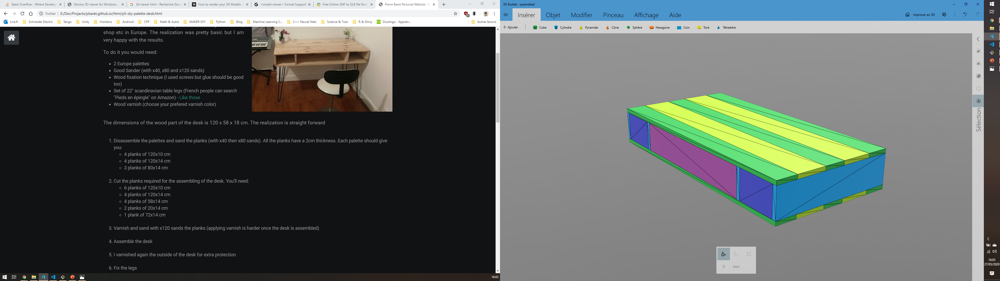 Stack Overflow - Where Develop
Glovius 3D viewer for Windows,
3d viewer html - Recherche Goo
How to render your 3D Models
<model-viewer> Format Support
Free Online 3MF to GLB file form
Pierre Baret Personal Website - P
Fichier
E:/Dev/Projects/pbaret.github.io/html/p5-diy-palette-desk.html
Live.fr
Schneider Electric
Tango
Unity
Hololens
Android
CPP
Math & Autre
MAKER-DIY
Python
Blog
Machine Learning C...
C++ Neural Nets
Science & Tuto
R & Shiny
Duolingo - Appren...
Autres favoris
shop etc in Europe. The realization was pretty basic but I am
very happy with the results.
To do it you would need:
2 Europe palettes
Good Sander (with x40, x80 and x120 sands)
Wood fixation technique (I used screws but glue should be good
too)
Set of 22" scandinavian table legs (French people can search
"Pieds en épingle" on Amazon) - Like those
Wood varnish (choose your prefered varnish color)
The dimensions of the wood part of the desk is 120 x 58 x 18 cm. The realization is straight forward
1. Disassemble the palettes and sand the planks (with x40 then x80 sands). All the planks have a 2cm thickness. Each palette should give
you:
4 planks of 120x10 cm
4 planks of 120x14 cm
3 planks of 80x14 cm
2. Cut the planks required for the assembling of the desk. You'll need:
6 planks of 120x10 cm
4 planks of 120x14 cm
4 planks of 58x14 cm
2 planks of 20x14 cm
1 plank of 72x14 cm
3. Varnish and sand with x120 sands the planks (applying varnish is harder once the desk is assembled)
4. Assemble the desk
5. I varnished again the outside of the desk for extra protection
6. Fix the legs
16:03
3D Builder -assembled
Insérer
Objet
Modifier
Pinceau
Affichage
Aide
Imprimer en 3D
Ajouter
Cube
Cylindre
Pyramide
Cône
Sphère
Hexagone
Coin
Tore
Tétraèdre
Sélection
0 mm
16:03
27/05/2020